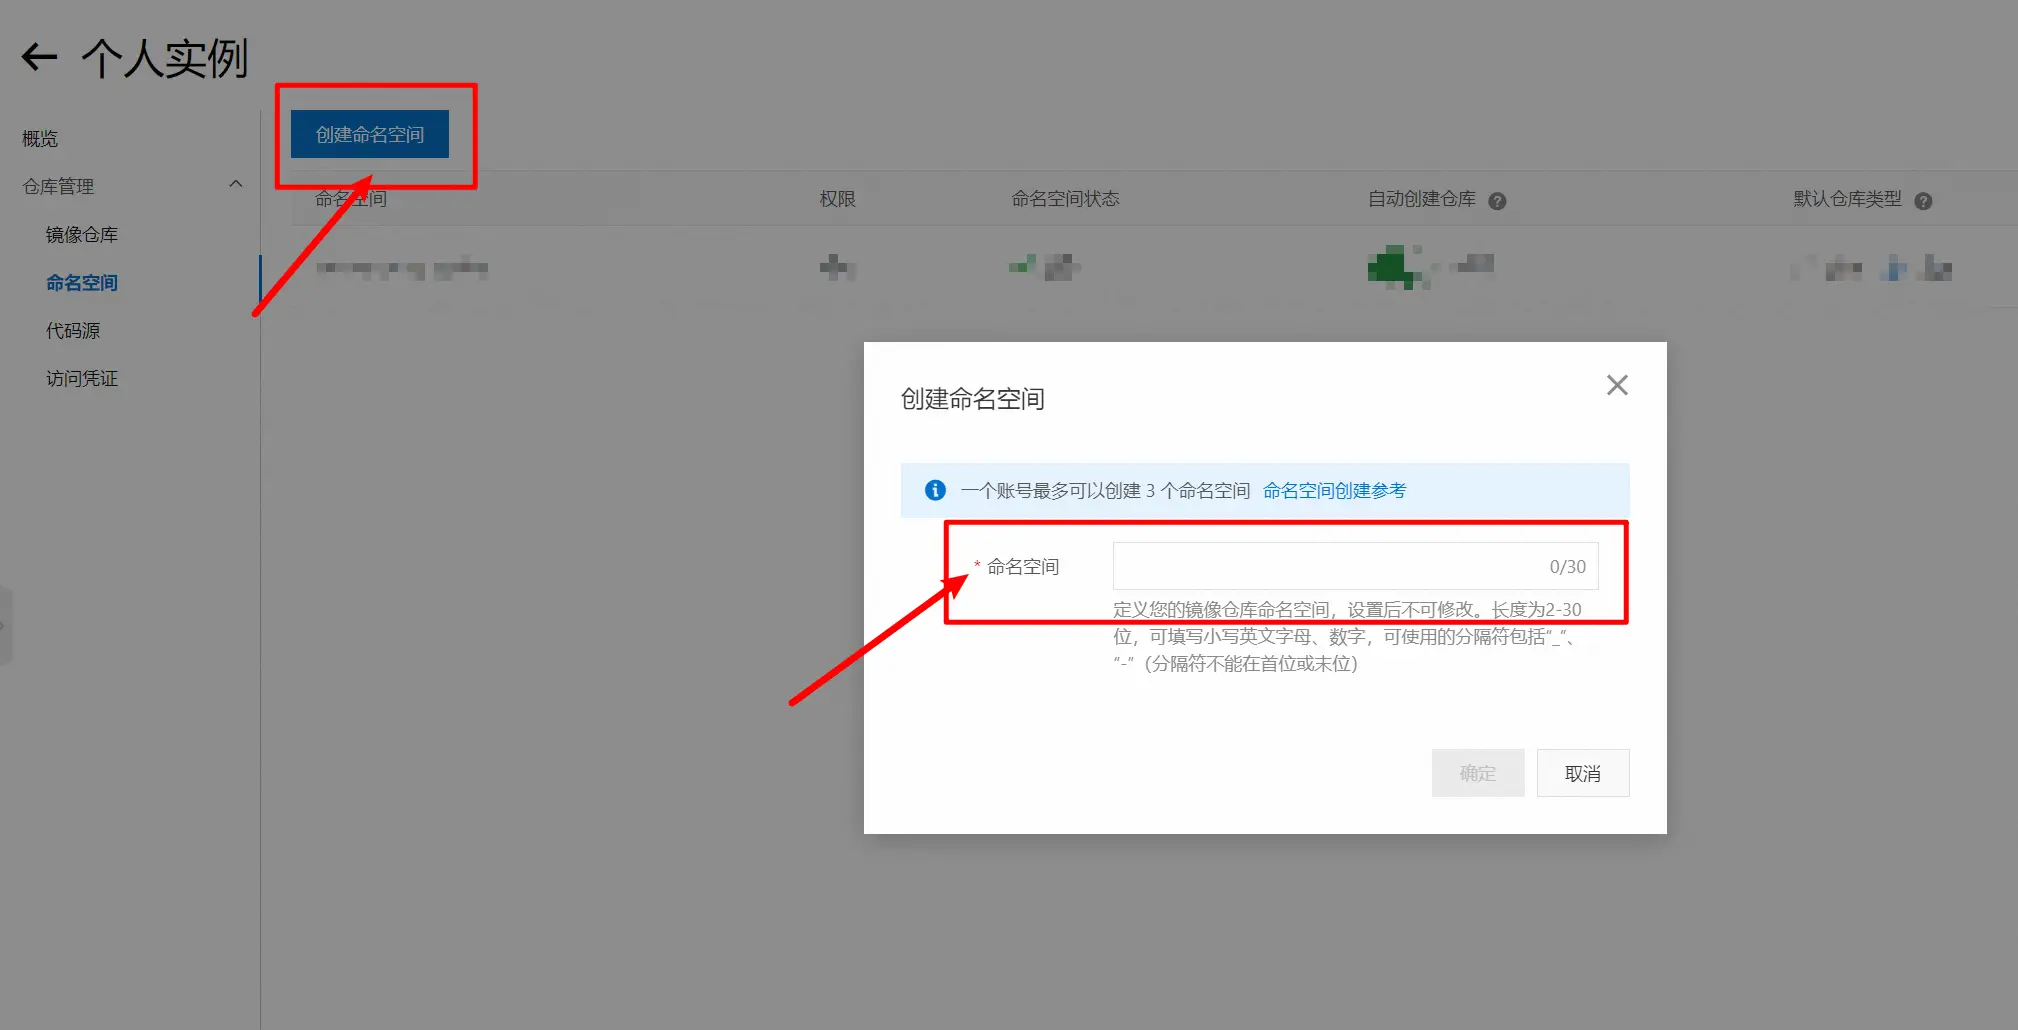 个人实例
概览
仓库管理
镜像仓库
命名空间
代码源
访问凭证
创建命名空间
命名空间 权限 命名空间状态 自动创建仓库 默认仓库类型
创建命名空间
一个账号最多可以创建 3 个命名空间 命名空间创建参考
* 命名空间 0/30
定义您的镜像仓库命名空间，设置后不可修改。长度为2-30
位，可填写小写英文字母、数字，可使用的分隔符包括“_”、
“-”（分隔符不能在首位或末位）
确定 取消